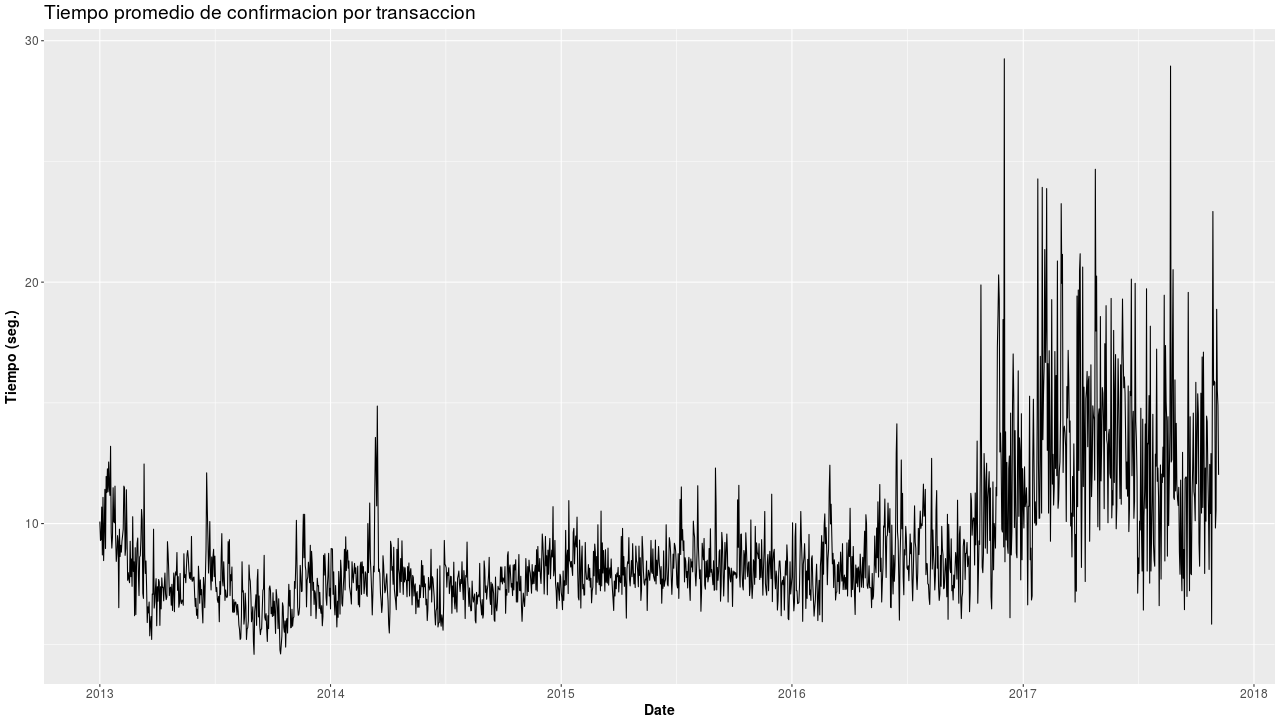 Tiempo promedio de confirmacion por transaccion
30
20
10
Tiempo (seg.)
2013 2014 2015 2016 2017 2018
Date